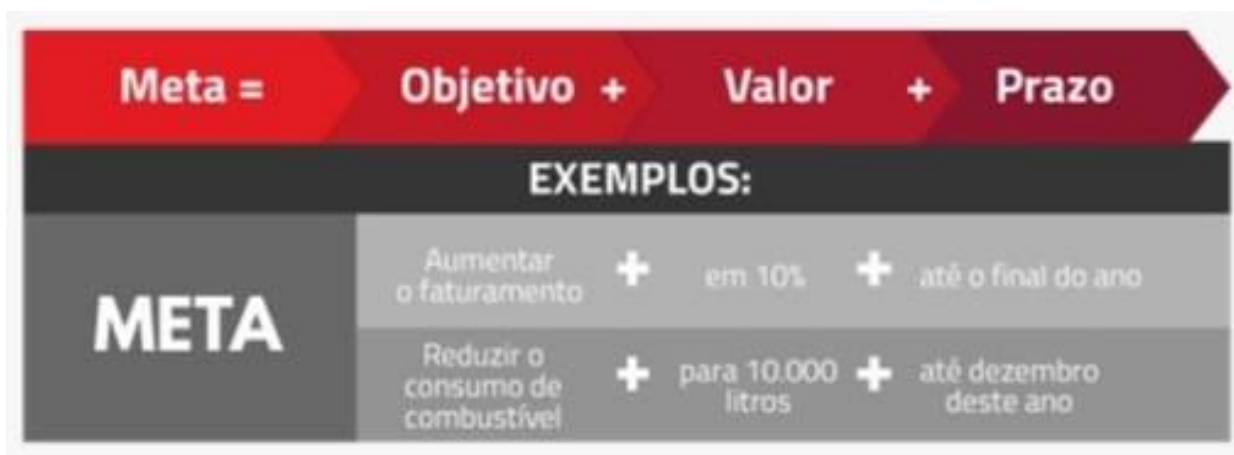 Meta = Objetivo + Valor + Prazo
EXEMPLOS:
META
Aumentar
o faturamento + em 10% + até o final do ano
Reduzir o
consumo de
combustível + para 10.000
litros + até dezembro
deste ano